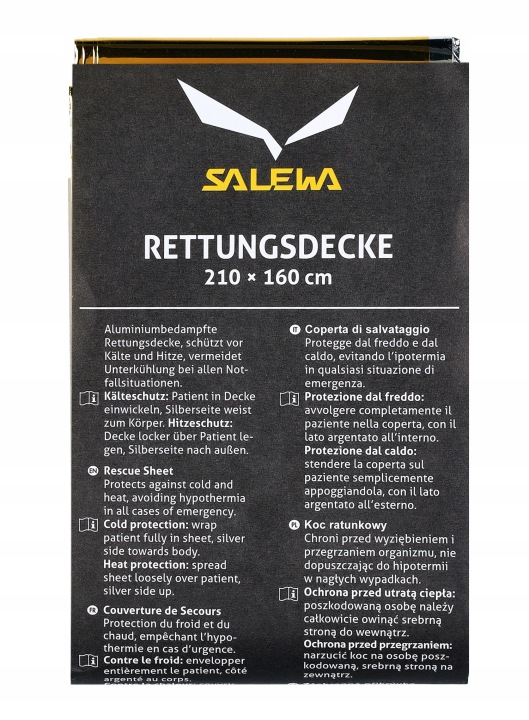 SALEWA
RETTUNGSDECKE
210 × 160 cm
Aluminiumbedampfte
Rettungsdecke, schützt vor
Kälte und Hitze, vermeidet
Unterkühlung bei allen Not-
fallsituationen.
Kälteschutz: Patient in Decke
einwickeln, Silberseite weist
zum Körper. Hitzeschutz:
Decke locker über Patient le-
gen, Silberseite nach außen.
EN Rescue Sheet
Protects against cold and
heat, avoiding hypothermia
in all cases of emergency.
Cold protection: wrap
patient fully in sheet, silver
side towards body.
Heat protection: spread
sheet loosely over patient,
silver side up.
FR Couverture de Secours
Protection du froid et du
chaud, empêchant l'hypo-
thermie en cas d'urgence.
Contre le froid: envelopper
entièrement le patient, côté
argenté au corps.
IT Coperta di salvataggio
Protegge dal freddo e dal
caldo, evitando l'ipotermia
in qualsiasi situazione di
emergenza.
Protezione dal freddo:
avvolgere completamente il
paziente nella coperta, con il
lato argentato all'interno.
Protezione dal caldo:
stendere la coperta sul
paziente semplicemente
appoggiandola, con il lato
argentato all'esterno.
PL Koc ratunkowy
Chroni przed wyziębieniem i
przegrzaniem organizmu, nie
dopuszczając do hipotermii
w nagłych wypadkach.
Ochrona przed utratą ciepła:
poszkodowaną osobę należy
całkowicie owinąć srebrną
stroną do wewnątrz.
Ochrona przed przegrzaniem:
narzucić koc na osobę posz-
kodowaną, srebrną stroną na
zewnątrz.